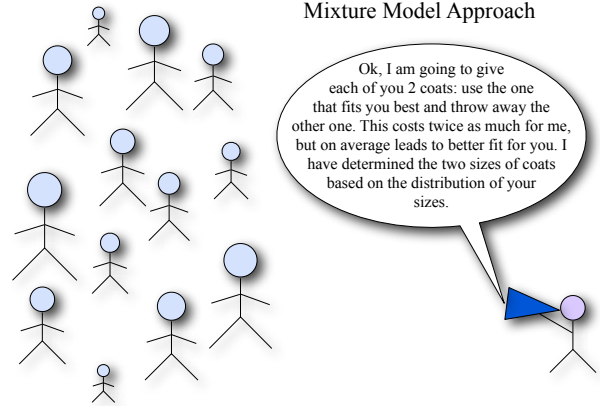 Mixture Model Approach
Ok, I am going to give
each of you 2 coats: use the one
that fits you best and throw away the
other one. This costs twice as much for me,
but on average leads to better fit for you. I
have determined the two sizes of coats
based on the distribution of your
sizes.